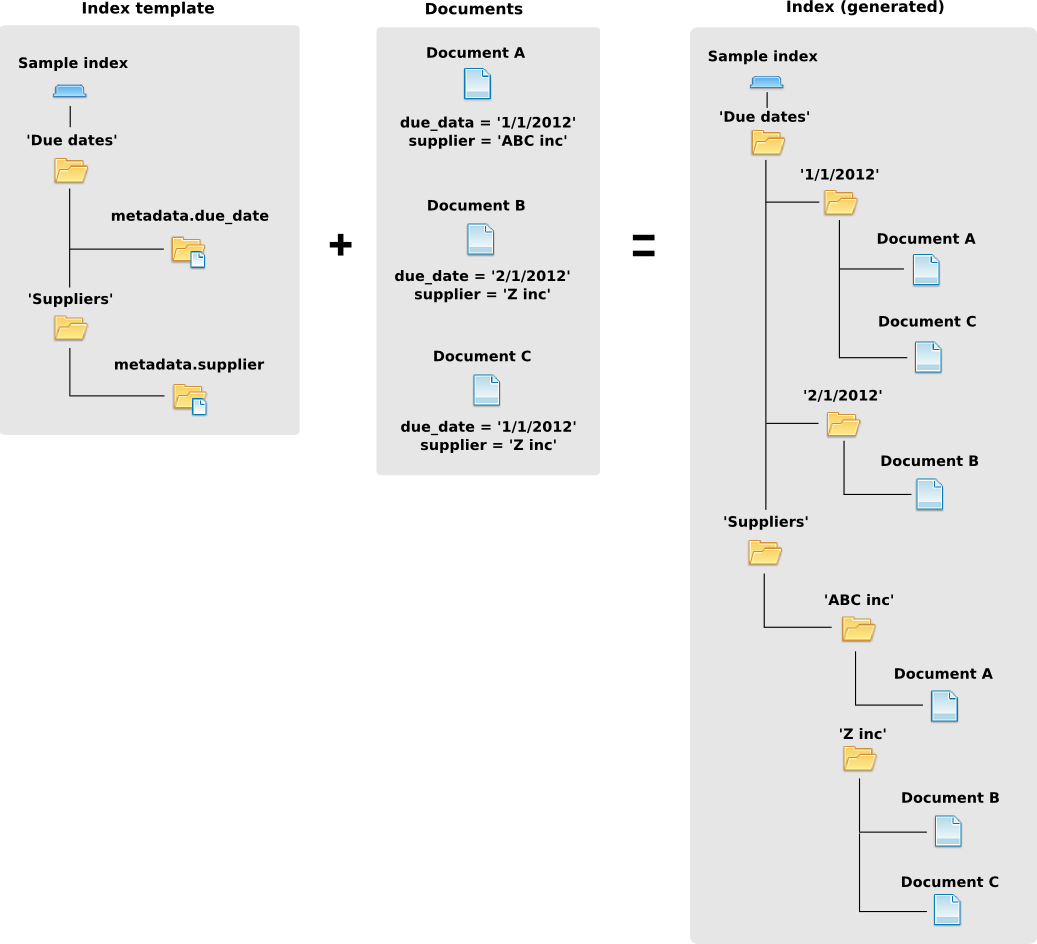 Index template
Sample index
'Due dates'
metadata.due_date
'Suppliers'
metadata.supplier
+
Documents
Document A
due_data = '1/1/2012'
supplier = 'ABC inc'
Document B
due_date = '2/1/2012'
supplier = 'Z inc'
Document C
due_date = '1/1/2012'
supplier = 'Z inc'
=
Index (generated)
Sample index
'Due dates'
'1/1/2012'
Document A
Document C
'2/1/2012'
Document B
'Suppliers'
'ABC inc'
Document A
'Z inc'
Document B
Document C